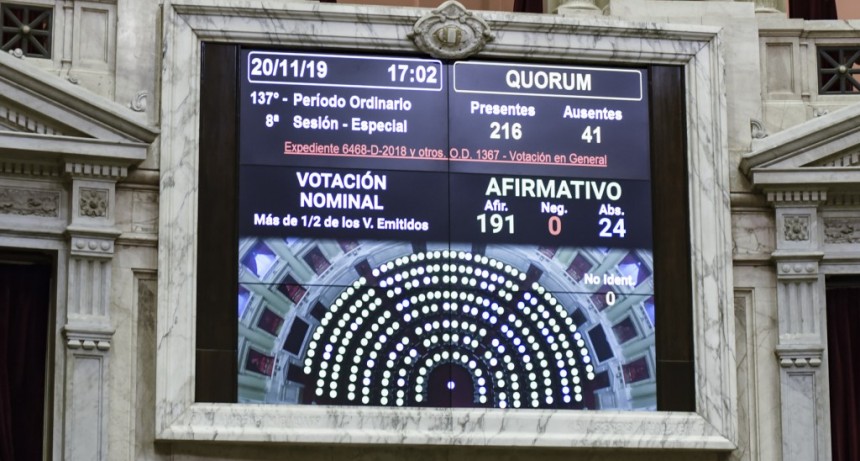 20/11/19 17:02
137° - Período Ordinario
8ª Sesión - Especial
QUORUM
Presentes Ausentes
216 41
Expediente 6468-D-2018 y otros. O.D. 1367 - Votación en General
VOTACIÓN
NOMINAL
Más de 1/2 de los V. Emitidos
AFIRMATIVO
Afir. Neg. Abs.
191 0 24
No Ident.
0